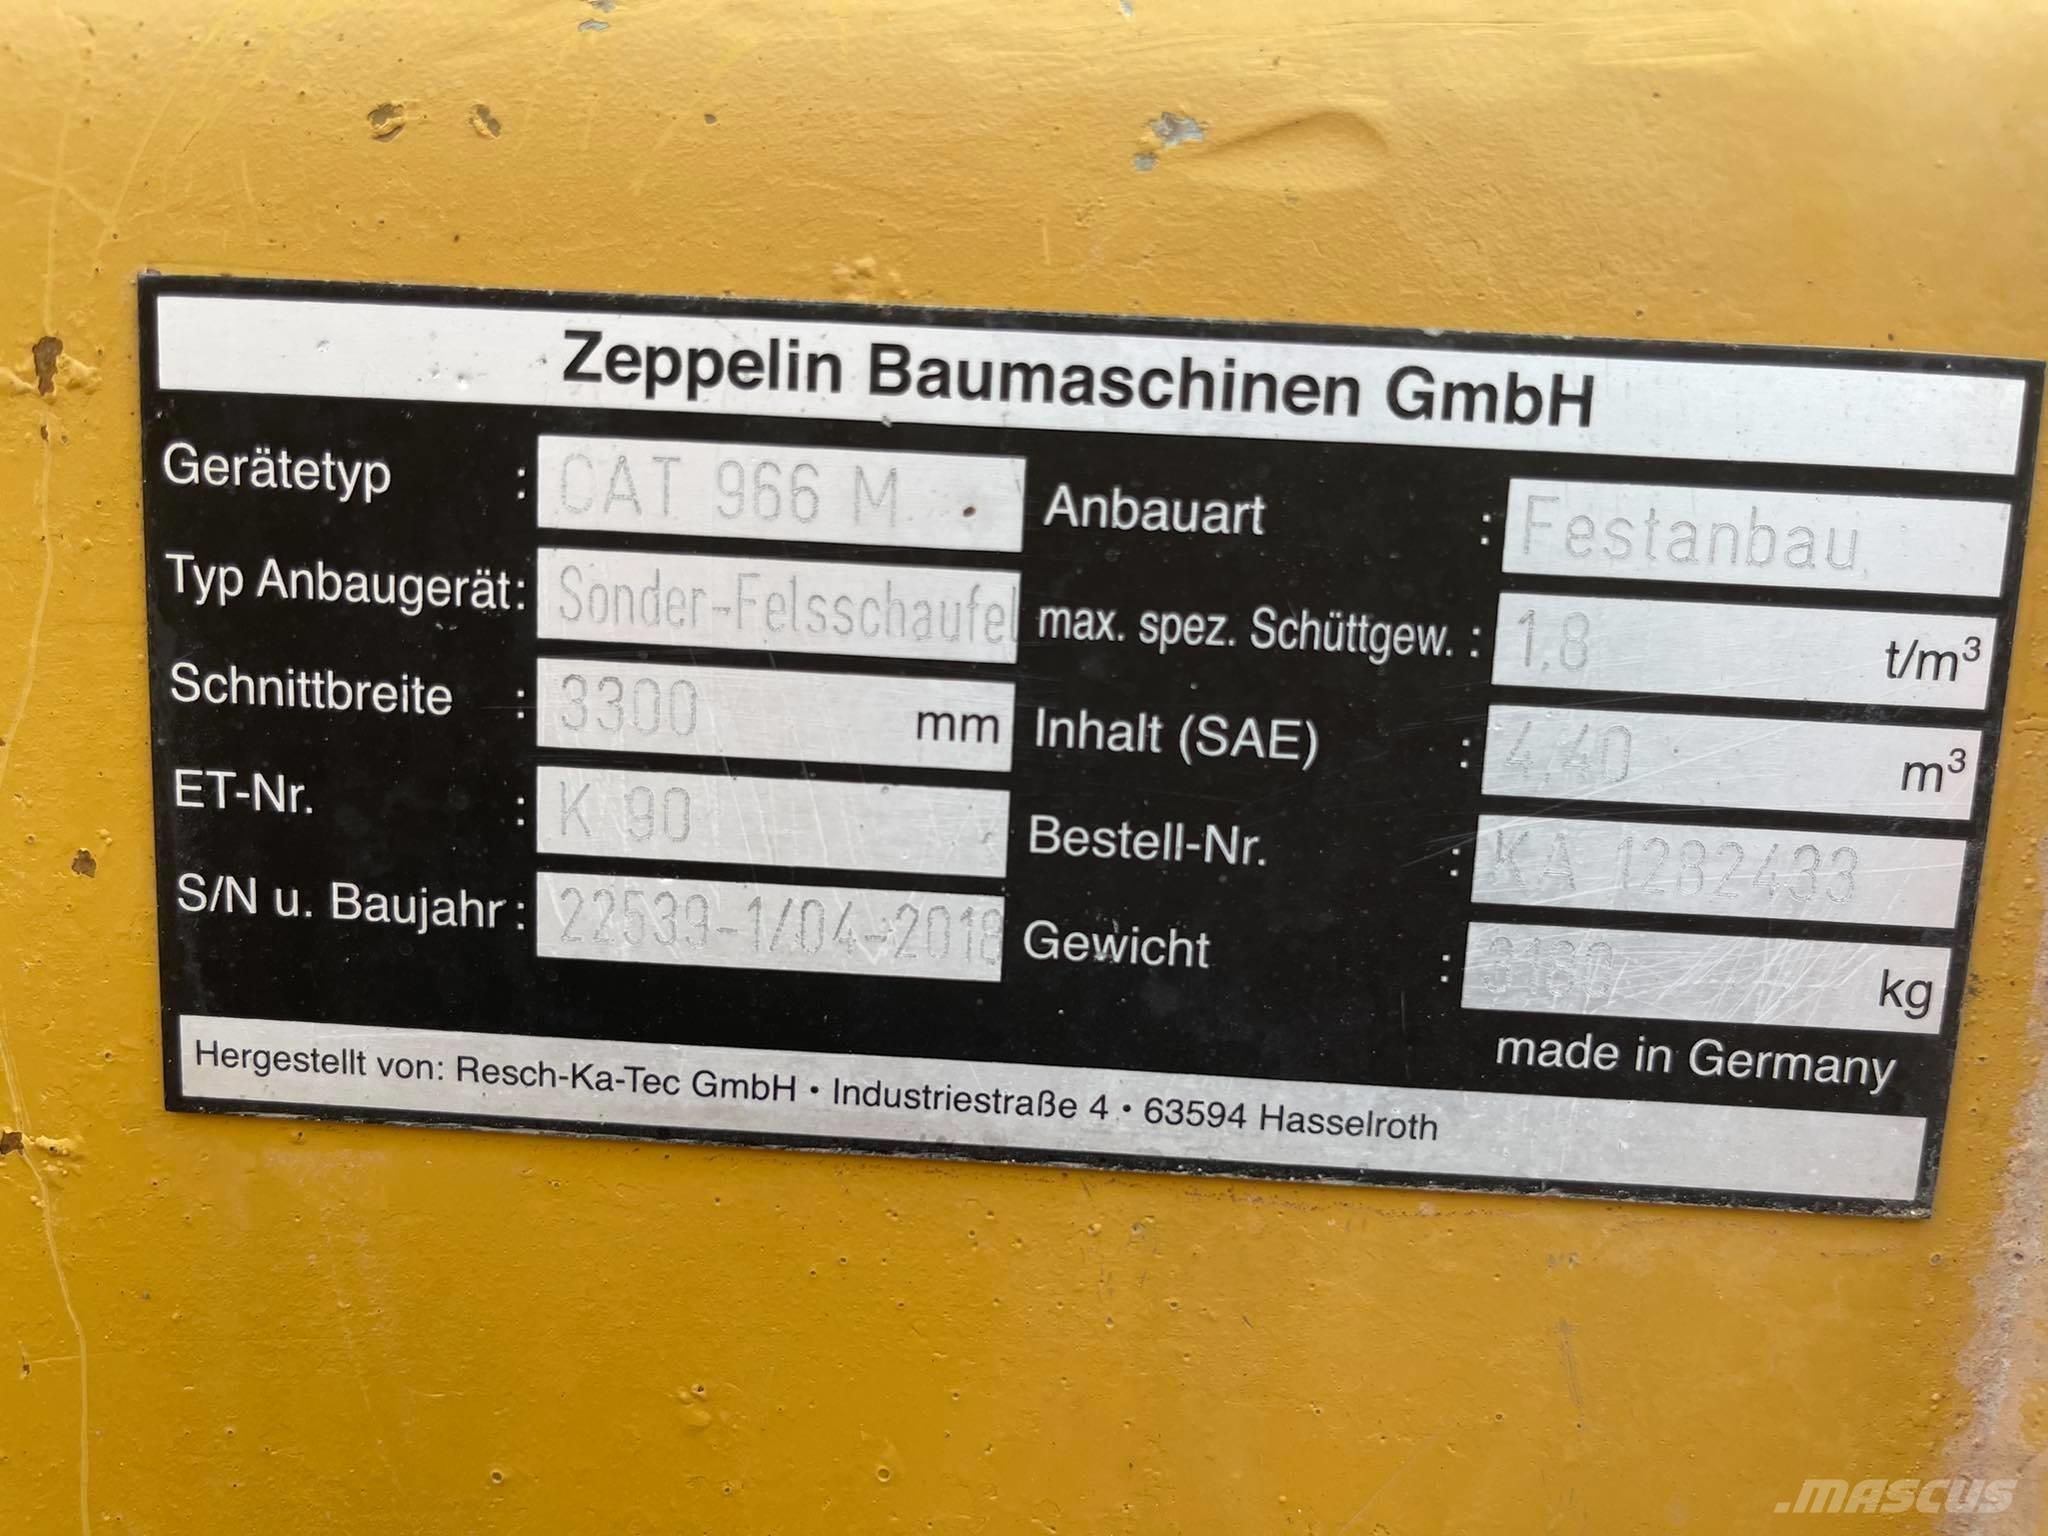 Zeppelin Baumaschinen GmbH
Gerätetyp : CAT 966 M
Anbauart : Festanbau
Typ Anbaugerät: Sonder-Felsschaufel
max. spez. Schüttgew. : 1,8 t/m³
Schnittbreite : 3300 mm
Inhalt (SAE) : 4,40 m³
ET-Nr. : K 90
Bestell-Nr. : KA 1282433
S/N u. Baujahr : 22539-1/04-2018
Gewicht : kg
made in Germany
Hergestellt von: Resch-Ka-Tec GmbH • Industriestraße 4 • 63594 Hasselroth
.MASCUS